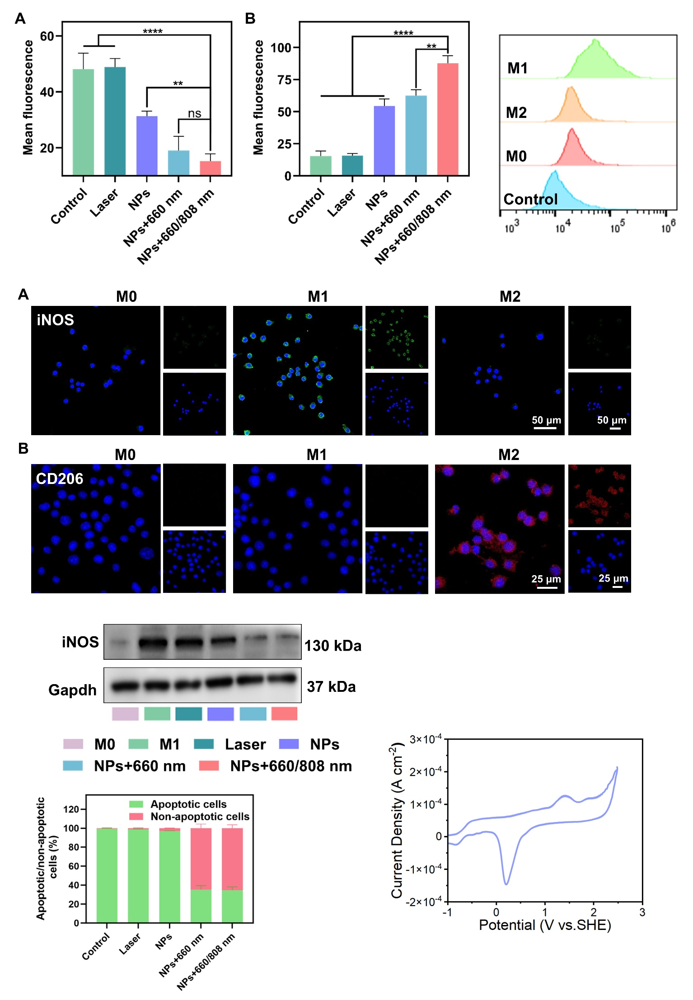 A
Mean fluorescence
60
40
20
****
**
ns
Control
Laser
NPs
NPs+660 nm
NPs+660/808 nm
B
Mean fluorescence
100
75
50
25
0
****
**
Control
Laser
NPs
NPs+660 nm
NPs+660/808 nm
M1
M2
M0
Control
10³ 10⁴ 10⁵ 10⁶
A
M0 M1 M2
iNOS
50 µm 50 µm
B
M0 M1 M2
CD206
25 µm 25 µm
iNOS 130 kDa
Gapdh 37 kDa
M0 M1 Laser NPs
NPs+660 nm NPs+660/808 nm
Apoptotic/non-apoptotic
cells (%)
120
100
80
60
40
20
0
Apoptotic cells
Non-apoptotic cells
Control
Laser
NPs
NPs+660 nm
NPs+660/808 nm
Current Density (A cm⁻²)
3×10⁻⁴
2×10⁻⁴
1×10⁻⁴
0
-1×10⁻⁴
-2×10⁻⁴
-1 0 1 2 3
Potential (V vs.SHE)